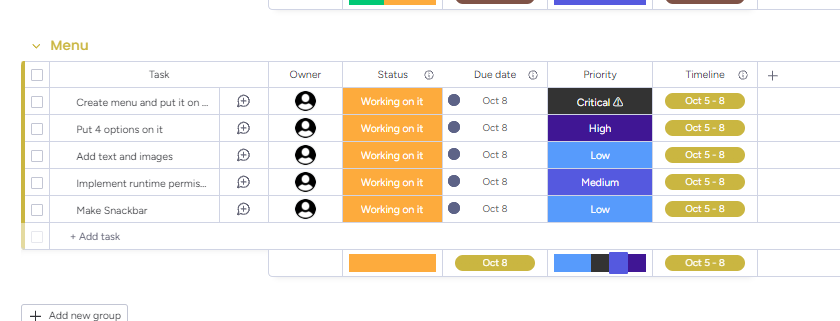 Menu
Task Owner Status Due date Priority Timeline
Create menu and put it on ... Working on it Oct 8 Critical Oct 5 - 8
Put 4 options on it Working on it Oct 8 High Oct 5 - 8
Add text and images Working on it Oct 8 Low Oct 5 - 8
Implement runtime permis... Working on it Oct 8 Medium Oct 5 - 8
Make Snackbar Working on it Oct 8 Low Oct 5 - 8
+ Add task
Oct 8 Oct 5 - 8
Add new group